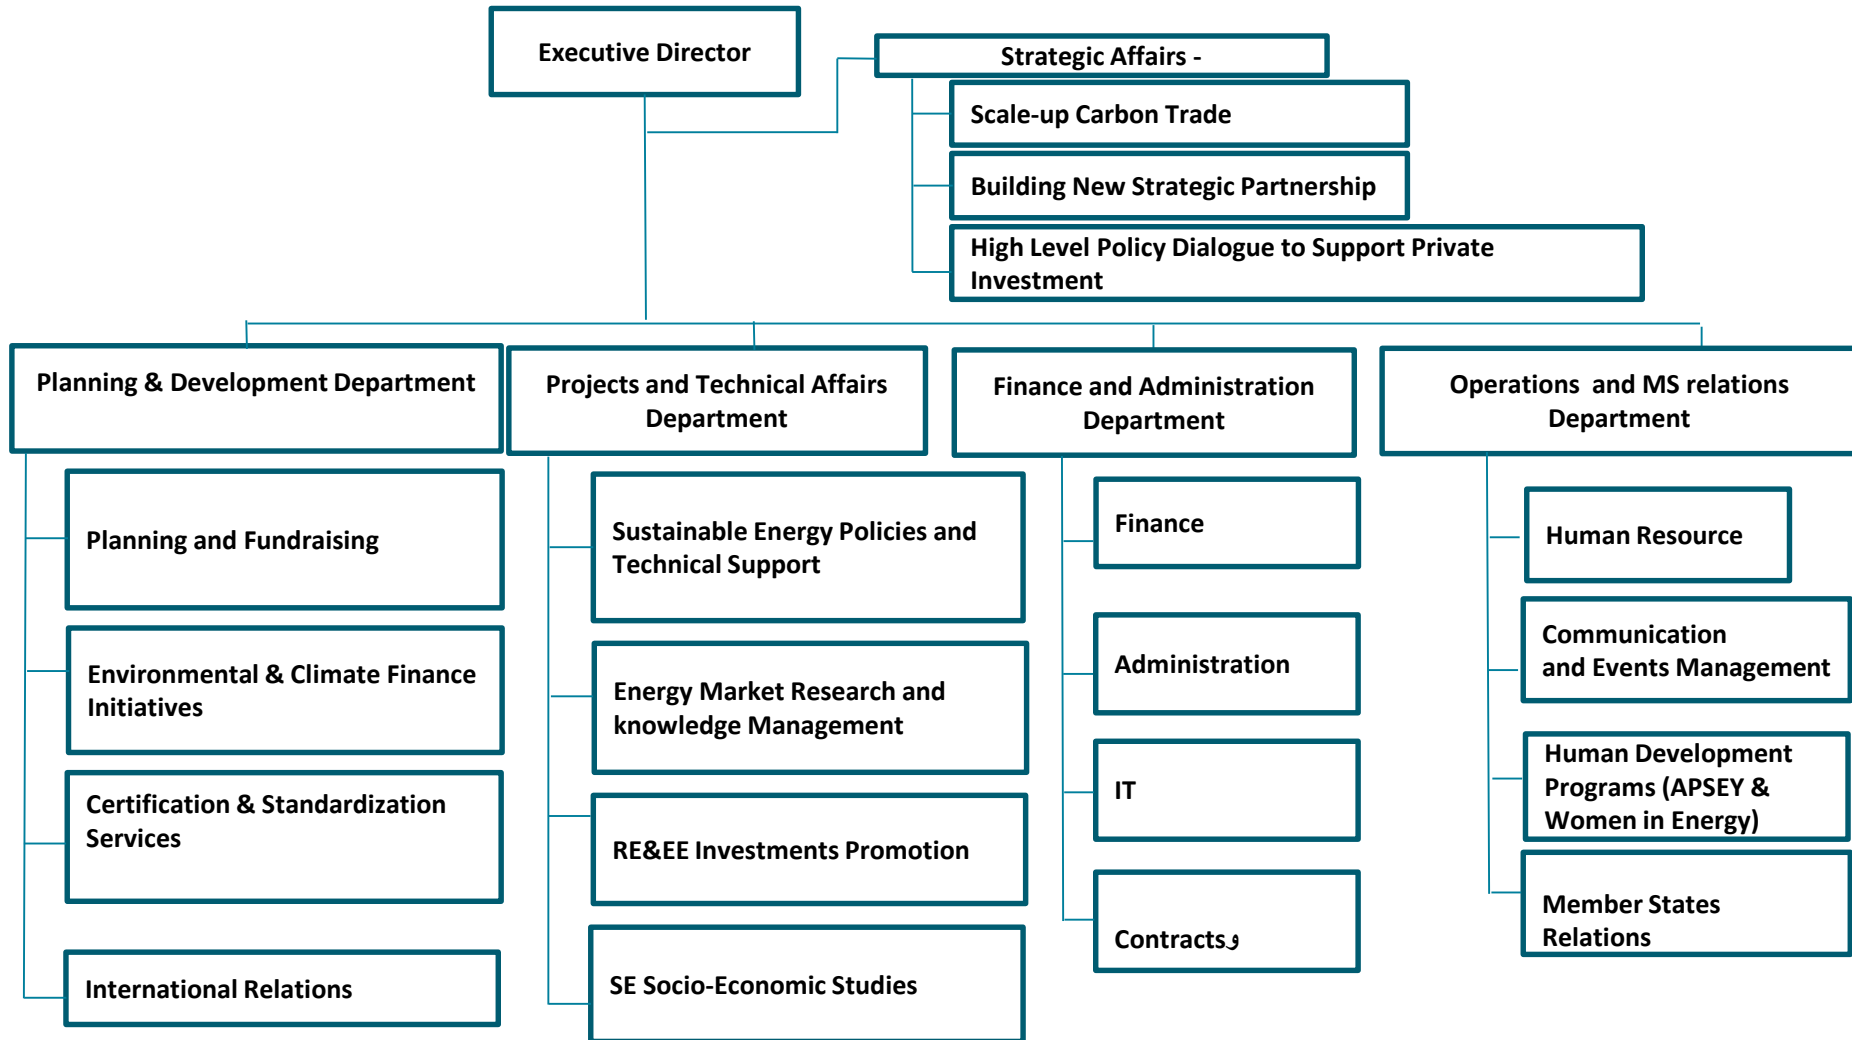 Executive Director
Strategic Affairs -
Scale-up Carbon Trade
Building New Strategic Partnership
High Level Policy Dialogue to Support Private
Investment
Planning & Development Department
Projects and Technical Affairs
Department
Finance and Administration
Department
Operations and MS relations
Department
Planning and Fundraising
Environmental & Climate Finance
Initiatives
Certification & Standardization
Services
International Relations
Sustainable Energy Policies and
Technical Support
Energy Market Research and
knowledge Management
RE&EE Investments Promotion
SE Socio-Economic Studies
Finance
Administration
IT
Contractsو
Human Resource
Communication
and Events Management
Human Development
Programs (APSEY &
Women in Energy)
Member States
Relations